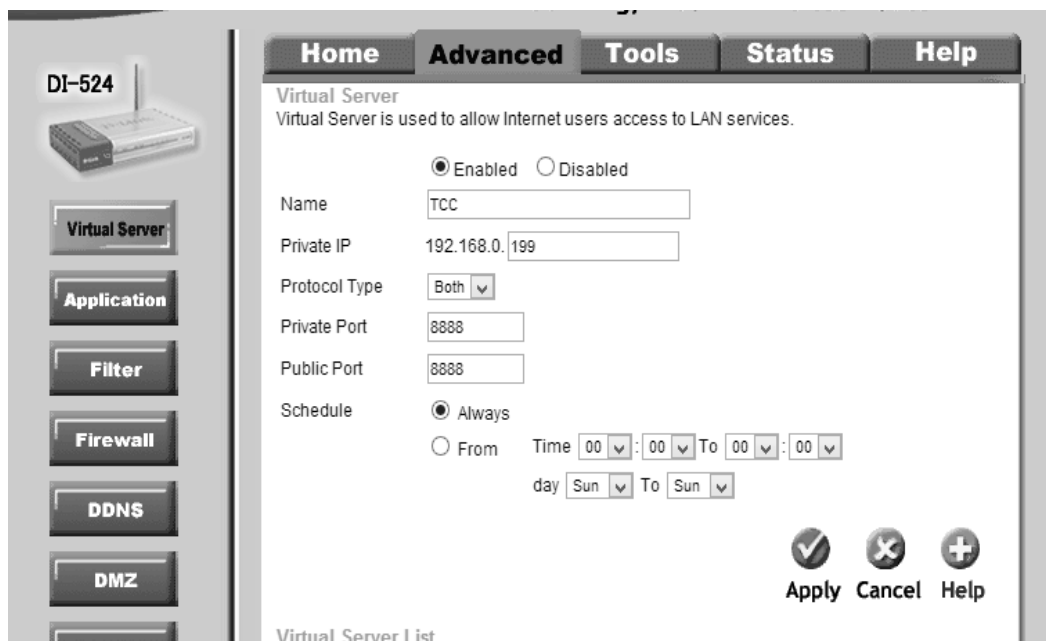 Home Advanced Tools Status Help
DI-524
Virtual Server
Virtual Server is used to allow Internet users access to LAN services.
Enabled Disabled
Name TCC
Private IP 192.168.0. 199
Protocol Type Both
Private Port 8888
Public Port 8888
Schedule Always
From Time 00 : 00 To 00 : 00
day Sun To Sun
Apply Cancel Help
Virtual Server List
Virtual Server
Application
Filter
Firewall
DDNS
DMZ